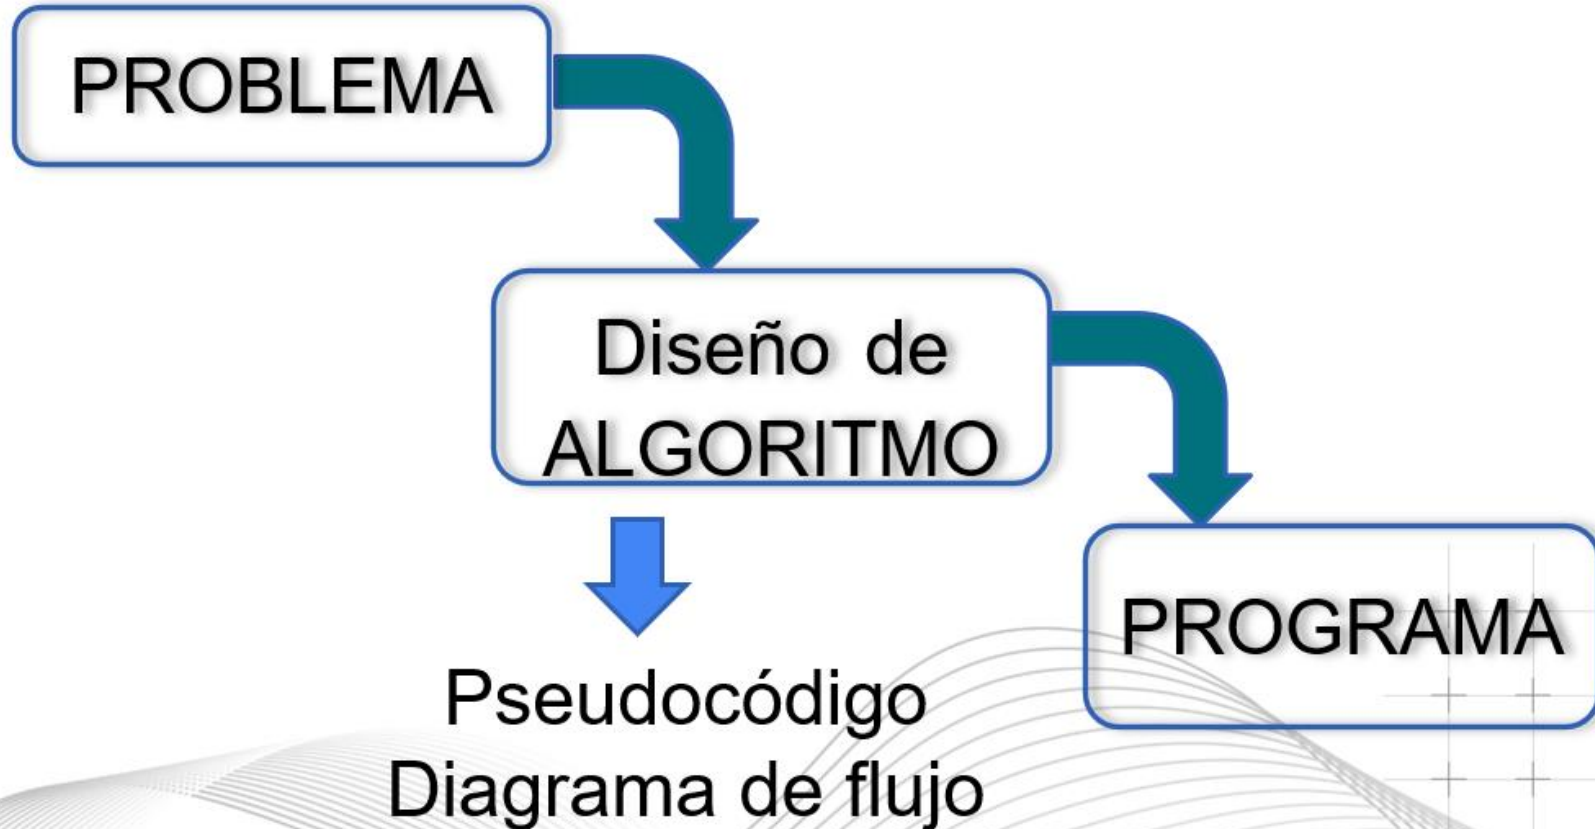 PROBLEMA
Diseño de
ALGORITMO
PROGRAMA
Pseudocódigo
Diagrama de flujo